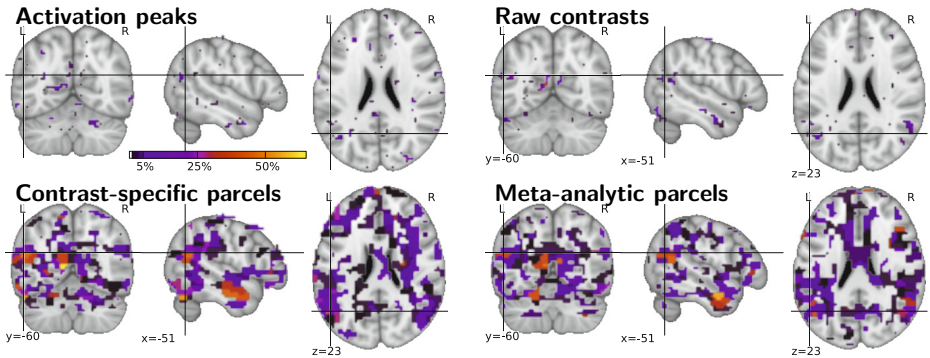 Activation peaks
L R L R
5% 25% 50%
Raw contrasts
L R L R
y=-60 x=-51 z=23
Contrast-specific parcels
L R L R
y=-60 x=-51 z=23
Meta-analytic parcels
L R L R
y=-60 x=-51 z=23